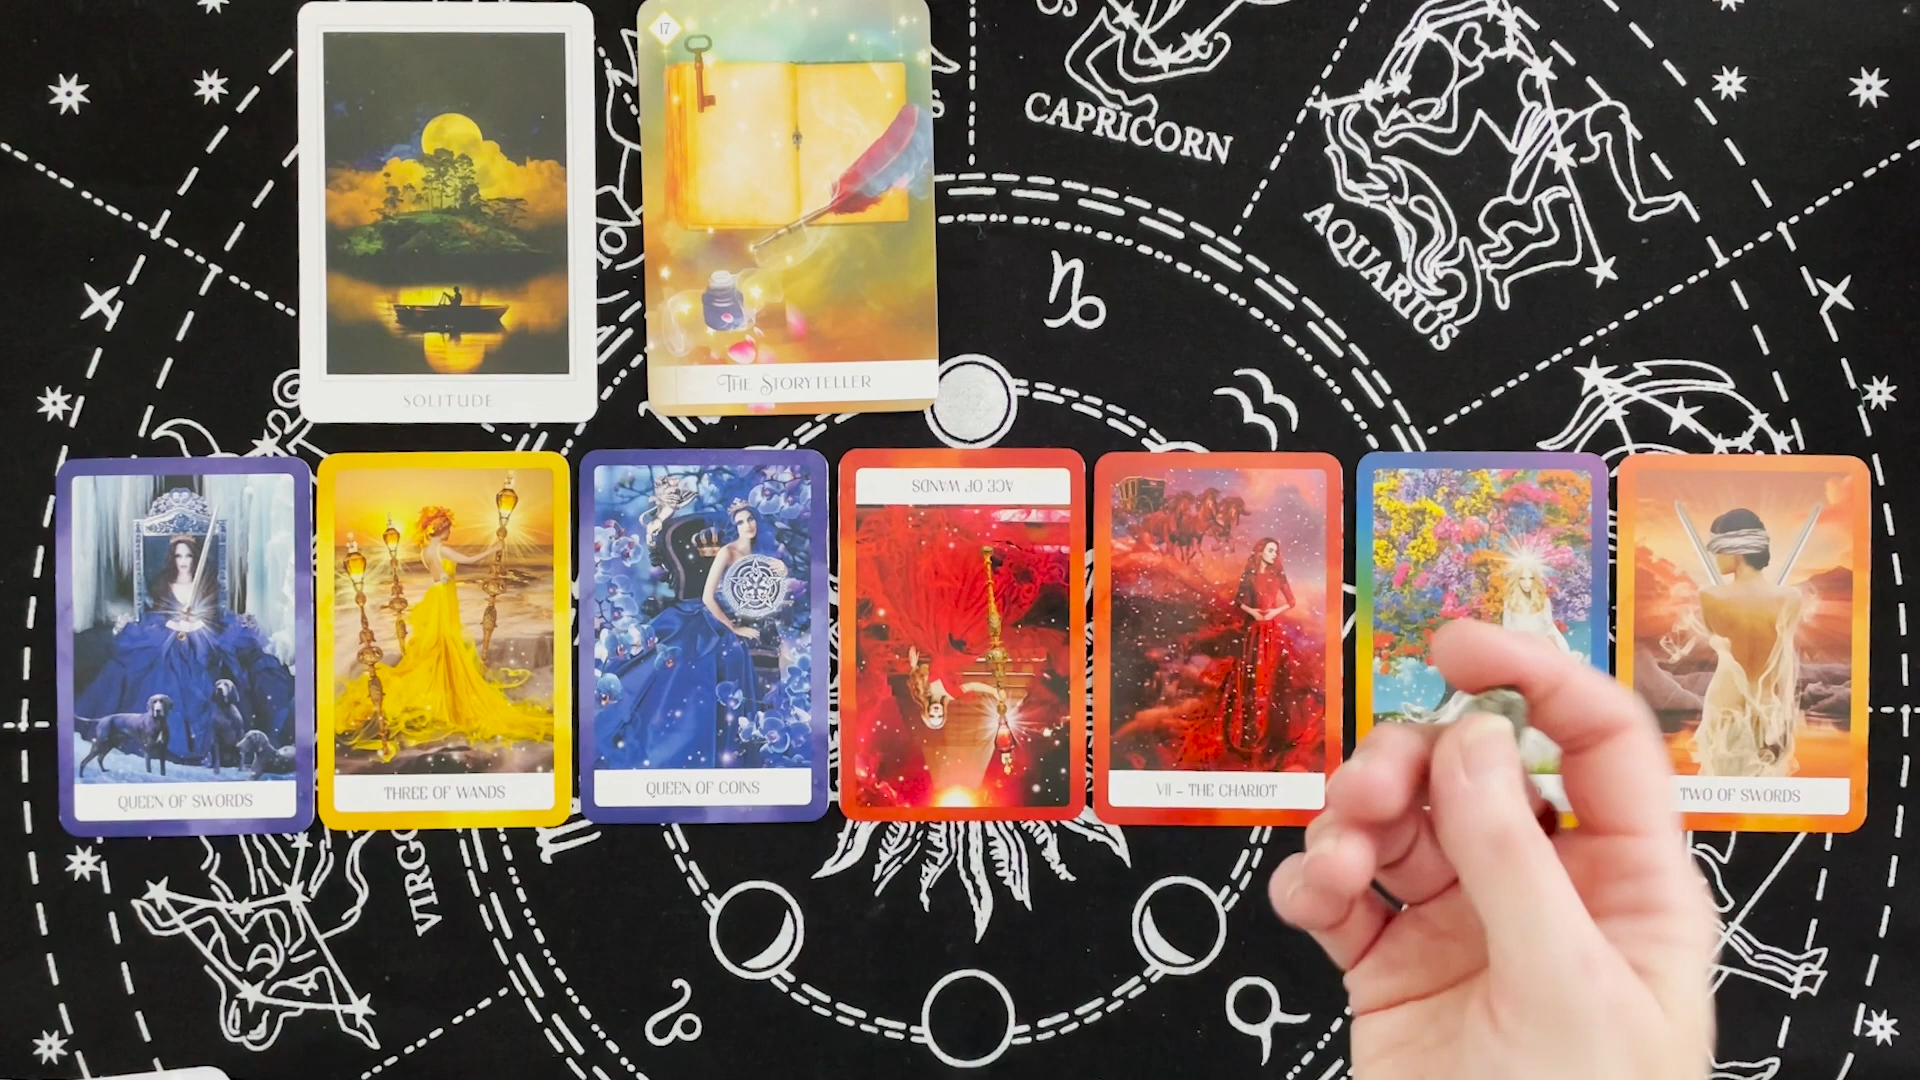 17
SOLITUDE
THE STORYTELLER
CAPRICORN
AQUARIUS
QUEEN OF SWORDS
THREE OF WANDS
QUEEN OF COINS
ACE OF WANDS
VII – THE CHARIOT
TWO OF SWORDS
VIRG